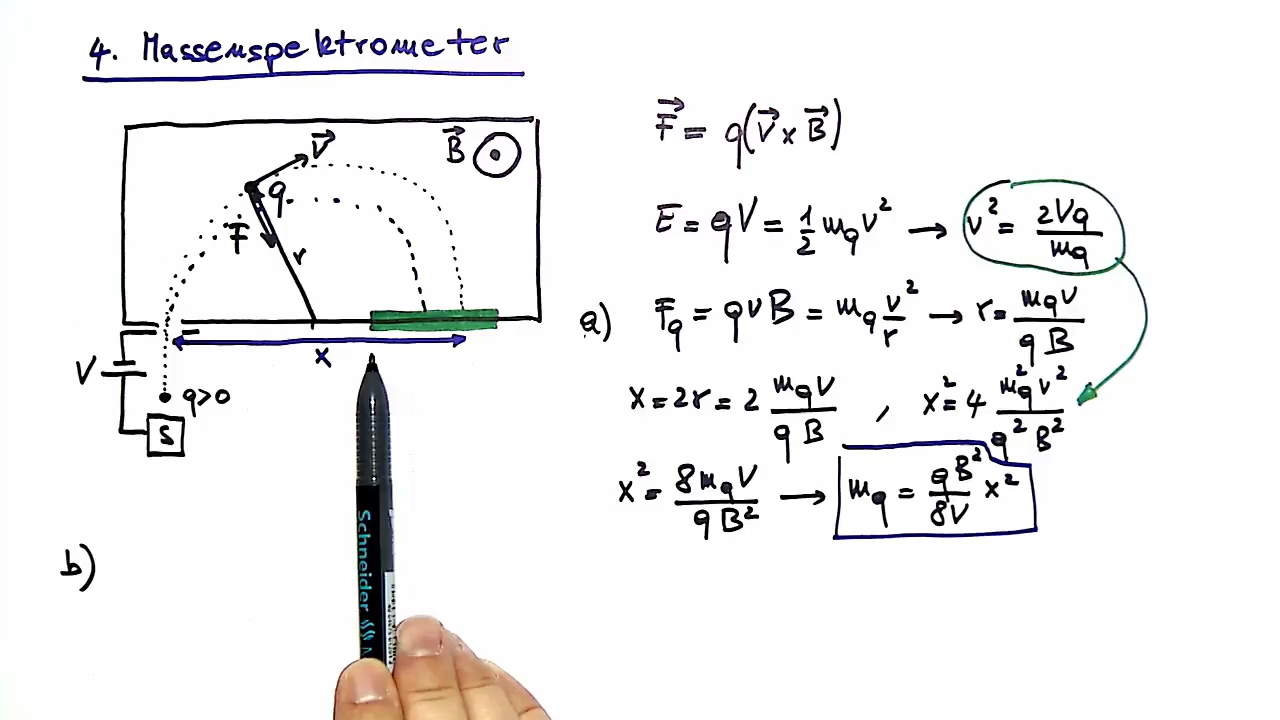 4. Massenspektrometer
V⃗
B⃗
q
F
r
x
V
q>0
S
F⃗ = q(V⃗ x B⃗)
E = qV = 1/2 m_q v² → v² = 2Vq/m_q
a) F_q = qvB = m_q v²/r → r = m_q v/qB
x = 2r = 2 m_q v/qB , x² = 4 m_q² v²/q² B²
x² = 8 m_q V/qB² → m_q = qB²/8V x²
b)
Schneider